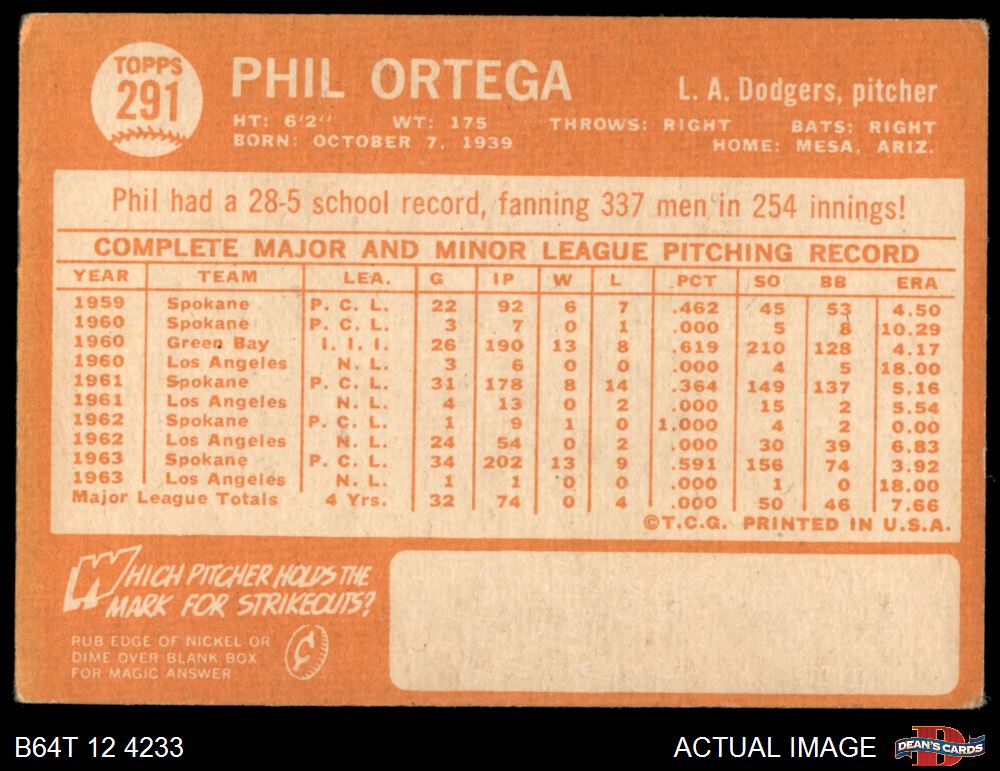 TOPPS
291
PHIL ORTEGA
L. A. Dodgers, pitcher
HT: 6'2" WT: 175 THROWS: RIGHT BATS: RIGHT
BORN: OCTOBER 7, 1939 HOME: MESA, ARIZ.
Phil had a 28-5 school record, fanning 337 men in 254 innings!
COMPLETE MAJOR AND MINOR LEAGUE PITCHING RECORD
YEAR TEAM LEA. G IP W L PCT SO BB ERA
1959 Spokane P. C. L. 22 92 6 7 .462 45 53 4.50
1960 Spokane P. C. L. 3 7 0 1 .000 5 8 10.29
1960 Green Bay I. I. I. 26 190 13 8 .619 210 128 4.17
1960 Los Angeles N. L. 3 6 0 0 .000 4 5 18.00
1961 Spokane P. C. L. 31 178 8 14 .364 149 137 5.16
1961 Los Angeles N. L. 4 13 0 2 .000 15 2 5.54
1962 Spokane P. C. L. 1 9 1 0 1.000 4 2 0.00
1962 Los Angeles N. L. 24 54 0 2 .000 30 39 6.83
1963 Spokane P. C. L. 34 202 13 9 .591 156 74 3.92
1963 Los Angeles N. L. 1 1 0 0 .000 1 0 18.00
Major League Totals 4 Yrs. 32 74 0 4 .000 50 46 7.66
©T.C.G. PRINTED IN U.S.A.
WHICH PITCHER HOLDS THE
MARK FOR STRIKEOUTS?
RUB EDGE OF NICKEL OR
DIME OVER BLANK BOX
FOR MAGIC ANSWER
¢
B64T 12 4233
ACTUAL IMAGE
D
DEAN'S CARDS